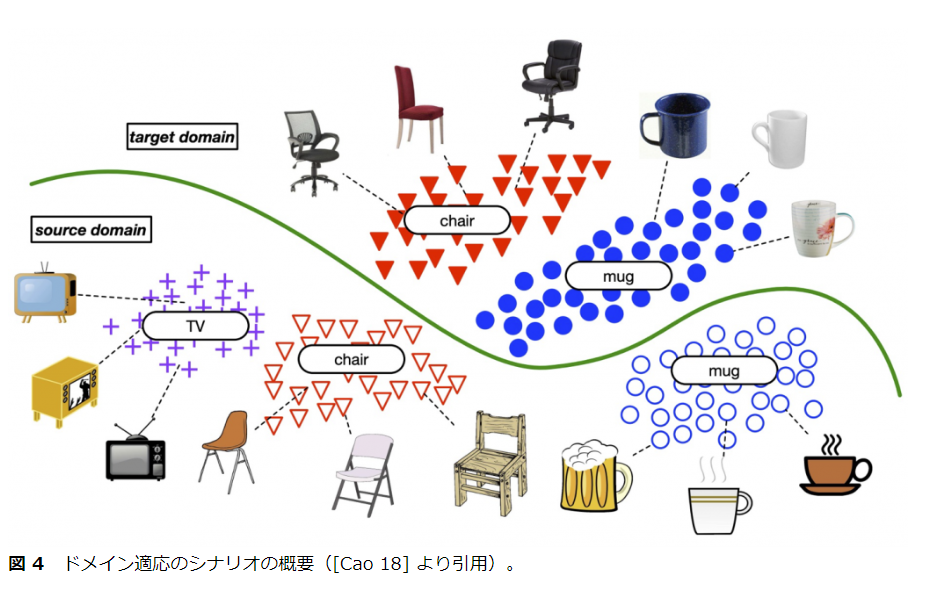 target domain
source domain
chair
mug
TV
chair
mug
図 4 ドメイン適応のシナリオの概要（[Cao 18] より引用）。